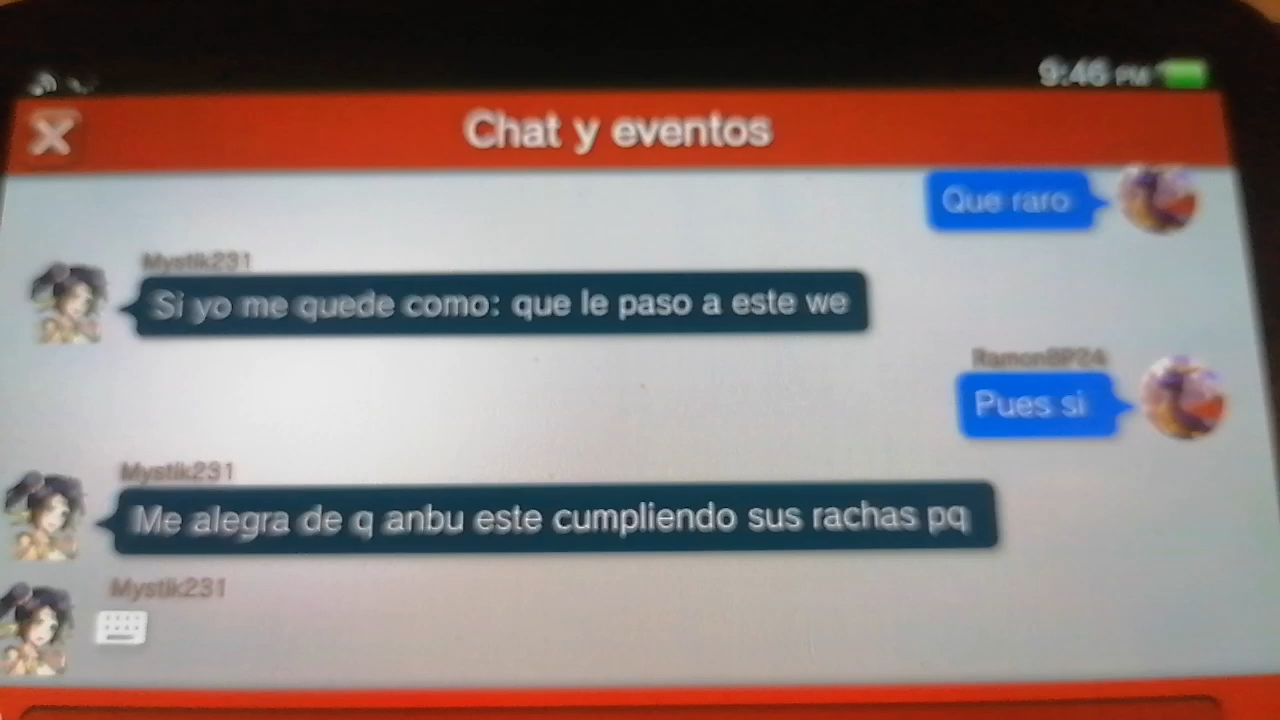 9:46 PM
Chat y eventos
Que raro
Mystik231
Si yo me quede como: que le paso a este we
RamonBP24
Pues si
Mystik231
Me alegra de q anbu este cumpliendo sus rachas pq
Mystik231